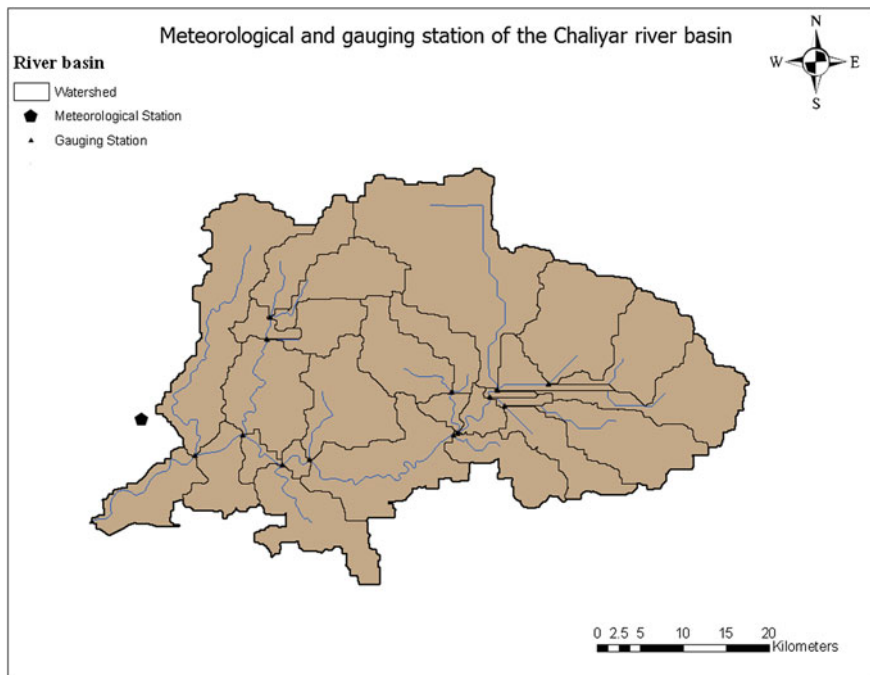 Meteorological and gauging station of the Chaliyar river basin
N
W E
S
River basin
Watershed
Meteorological Station
Gauging Station
0 2.5 5 10 15 20
Kilometers